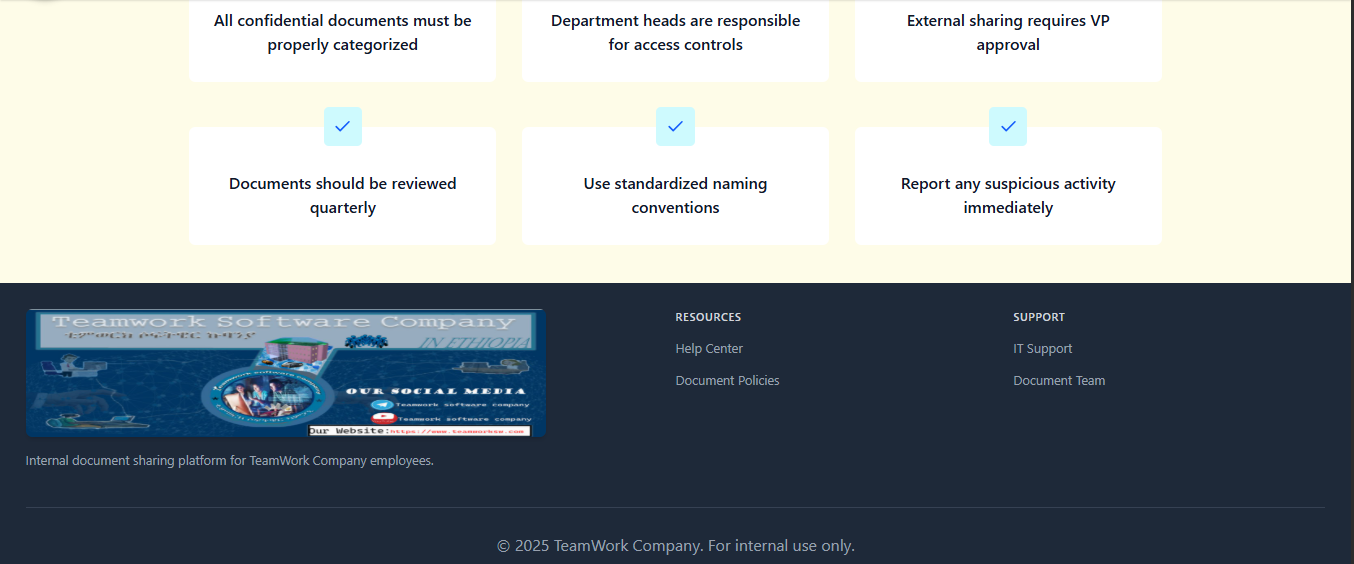 All confidential documents must be
properly categorized
Department heads are responsible
for access controls
External sharing requires VP
approval
Documents should be reviewed
quarterly
Use standardized naming
conventions
Report any suspicious activity
immediately
Teamwork Software Company
IN ETHIOPIA
OUR SOCIAL MEDIA
Teamwork software company
Teamwork software company
Our Website:https://www.teamworksc.com
Internal document sharing platform for TeamWork Company employees.
RESOURCES
Help Center
Document Policies
SUPPORT
IT Support
Document Team
© 2025 TeamWork Company. For internal use only.